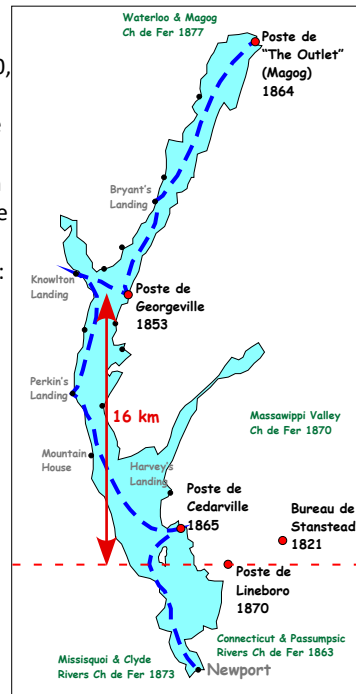 Waterloo & Magog
Ch de Fer 1877
Poste de
“The Outlet”
(Magog)
1864
Bryant's
Landing
Knowlton
Landing
Poste de
Georgeville
1853
Perkin's
Landing
16 km
Massawippi Valley
Ch de Fer 1870
Mountain
House
Harvey's
Landing
Poste de
Cedarville
1865
Bureau de
Stanstead
1821
Poste de
Lineboro
1870
Connecticut & Passumpsic
Rivers Ch de Fer 1863
Missisquoi & Clyde
Rivers Ch de Fer 1873
Newport